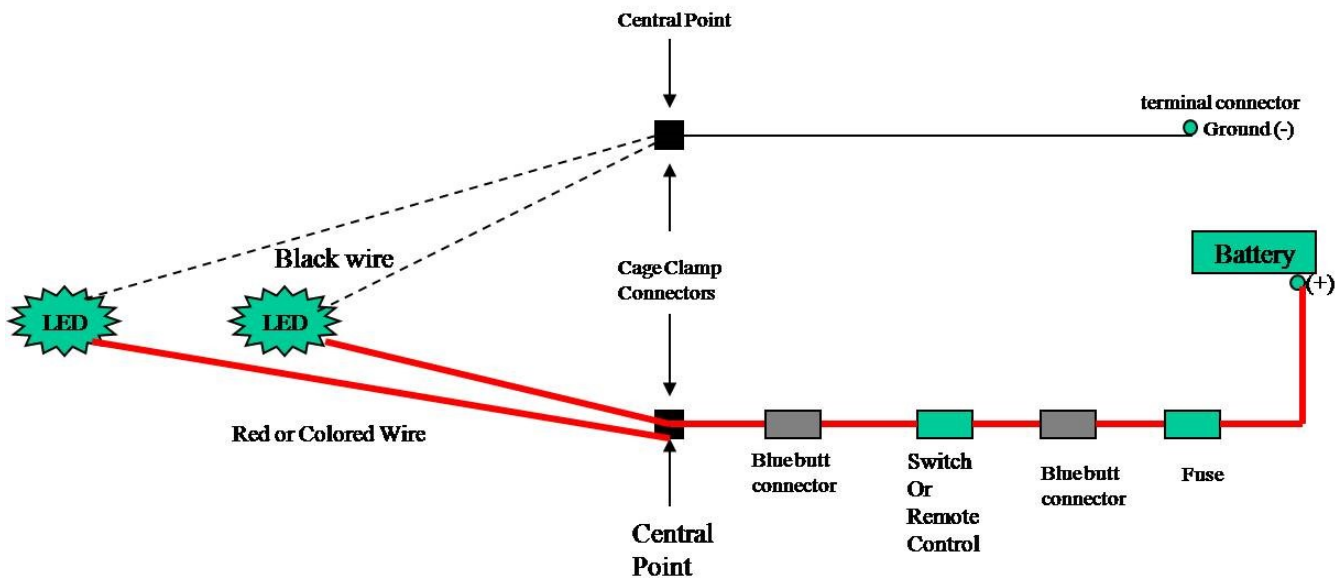 Central Point
terminal connector
Ground (-)
Black wire
Cage Clamp
Connectors
Battery
(+)
LED
LED
Red or Colored Wire
Blue butt
connector
Switch
Or
Remote
Control
Blue butt
connector
Fuse
Central
Point